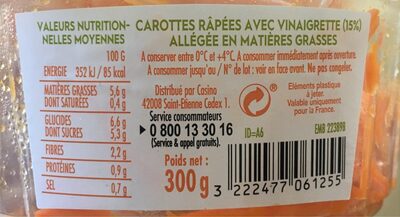 VALEURS NUTRITION-
NELLES MOYENNES
100 G
ENERGIE 352 kJ / 85 kcal
MATIÈRES GRASSES 5,6 g
DONT SATURÉES 0,4 g
GLUCIDES 6,6 g
DONT SUCRES 5,3 g
FIBRES 2,2 g
PROTÉINES 0,9 g
SEL 0,7 g
CAROTTES RÂPÉES AVEC VINAIGRETTE (15%)
ALLÉGÉE EN MATIÈRES GRASSES
A conserver entre 0°C et +4°C. A consommer immédiatement après ouverture.
A consommer jusqu'au / N° de lot : voir en face avant. Ne pas congeler.
Distribué par Casino
42008 Saint-Etienne Cedex 1.
Service consommateurs
0 800 13 30 16
(Service & appel gratuits).
Poids net :
300 g
Eléments plastique
à jeter.
Valable uniquement
pour la France.
ID=A6
EMB 22389B
3 222477 061255